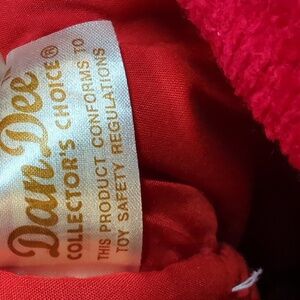 Dan Dee
COLLECTOR'S CHOICE®
THIS PRODUCT CONFORMS TO
TOY SAFETY REGULATIONS